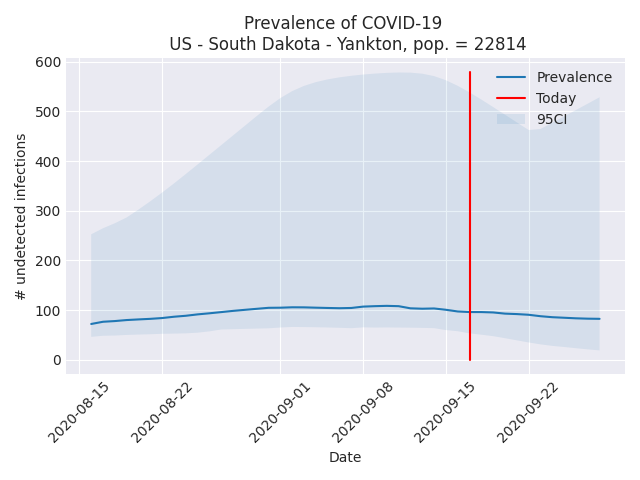 Prevalence of COVID-19
US - South Dakota - Yankton, pop. = 22814
600
500
400
300
200
100
0
# undetected infections
Prevalence
Today
95CI
2020-08-15
2020-08-22
2020-09-01
2020-09-08
2020-09-15
2020-09-22
Date